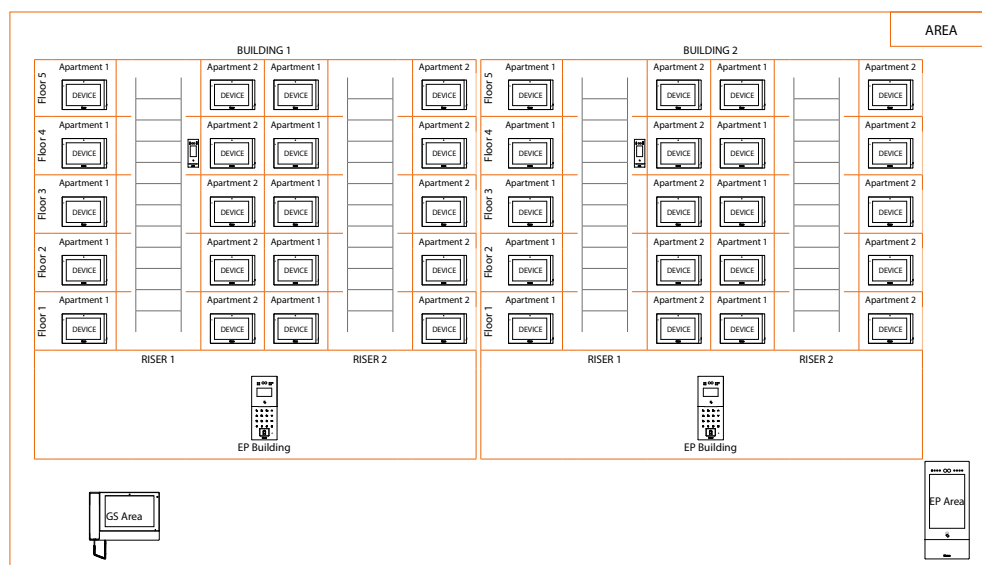 AREA
BUILDING 1
BUILDING 2
Floor 5
Apartment 1
Apartment 2
Apartment 1
Apartment 2
Floor 5
Apartment 1
Apartment 2
Apartment 1
Apartment 2
DEVICE
DEVICE
DEVICE
DEVICE
DEVICE
DEVICE
DEVICE
DEVICE
Floor 4
Apartment 1
Apartment 2
Apartment 1
Apartment 2
Floor 4
Apartment 1
Apartment 2
Apartment 1
Apartment 2
DEVICE
DEVICE
DEVICE
DEVICE
DEVICE
DEVICE
DEVICE
DEVICE
Floor 3
Apartment 1
Apartment 2
Apartment 1
Apartment 2
Floor 3
Apartment 1
Apartment 2
Apartment 1
Apartment 2
DEVICE
DEVICE
DEVICE
DEVICE
DEVICE
DEVICE
DEVICE
DEVICE
Floor 2
Apartment 1
Apartment 2
Apartment 1
Apartment 2
Floor 2
Apartment 1
Apartment 2
Apartment 1
Apartment 2
DEVICE
DEVICE
DEVICE
DEVICE
DEVICE
DEVICE
DEVICE
DEVICE
Floor 1
Apartment 1
Apartment 2
Apartment 1
Apartment 2
Floor 1
Apartment 1
Apartment 2
Apartment 1
Apartment 2
DEVICE
DEVICE
DEVICE
DEVICE
DEVICE
DEVICE
DEVICE
DEVICE
RISER 1
RISER 2
RISER 1
RISER 2
EP Building
EP Building
GS Area
EP Area